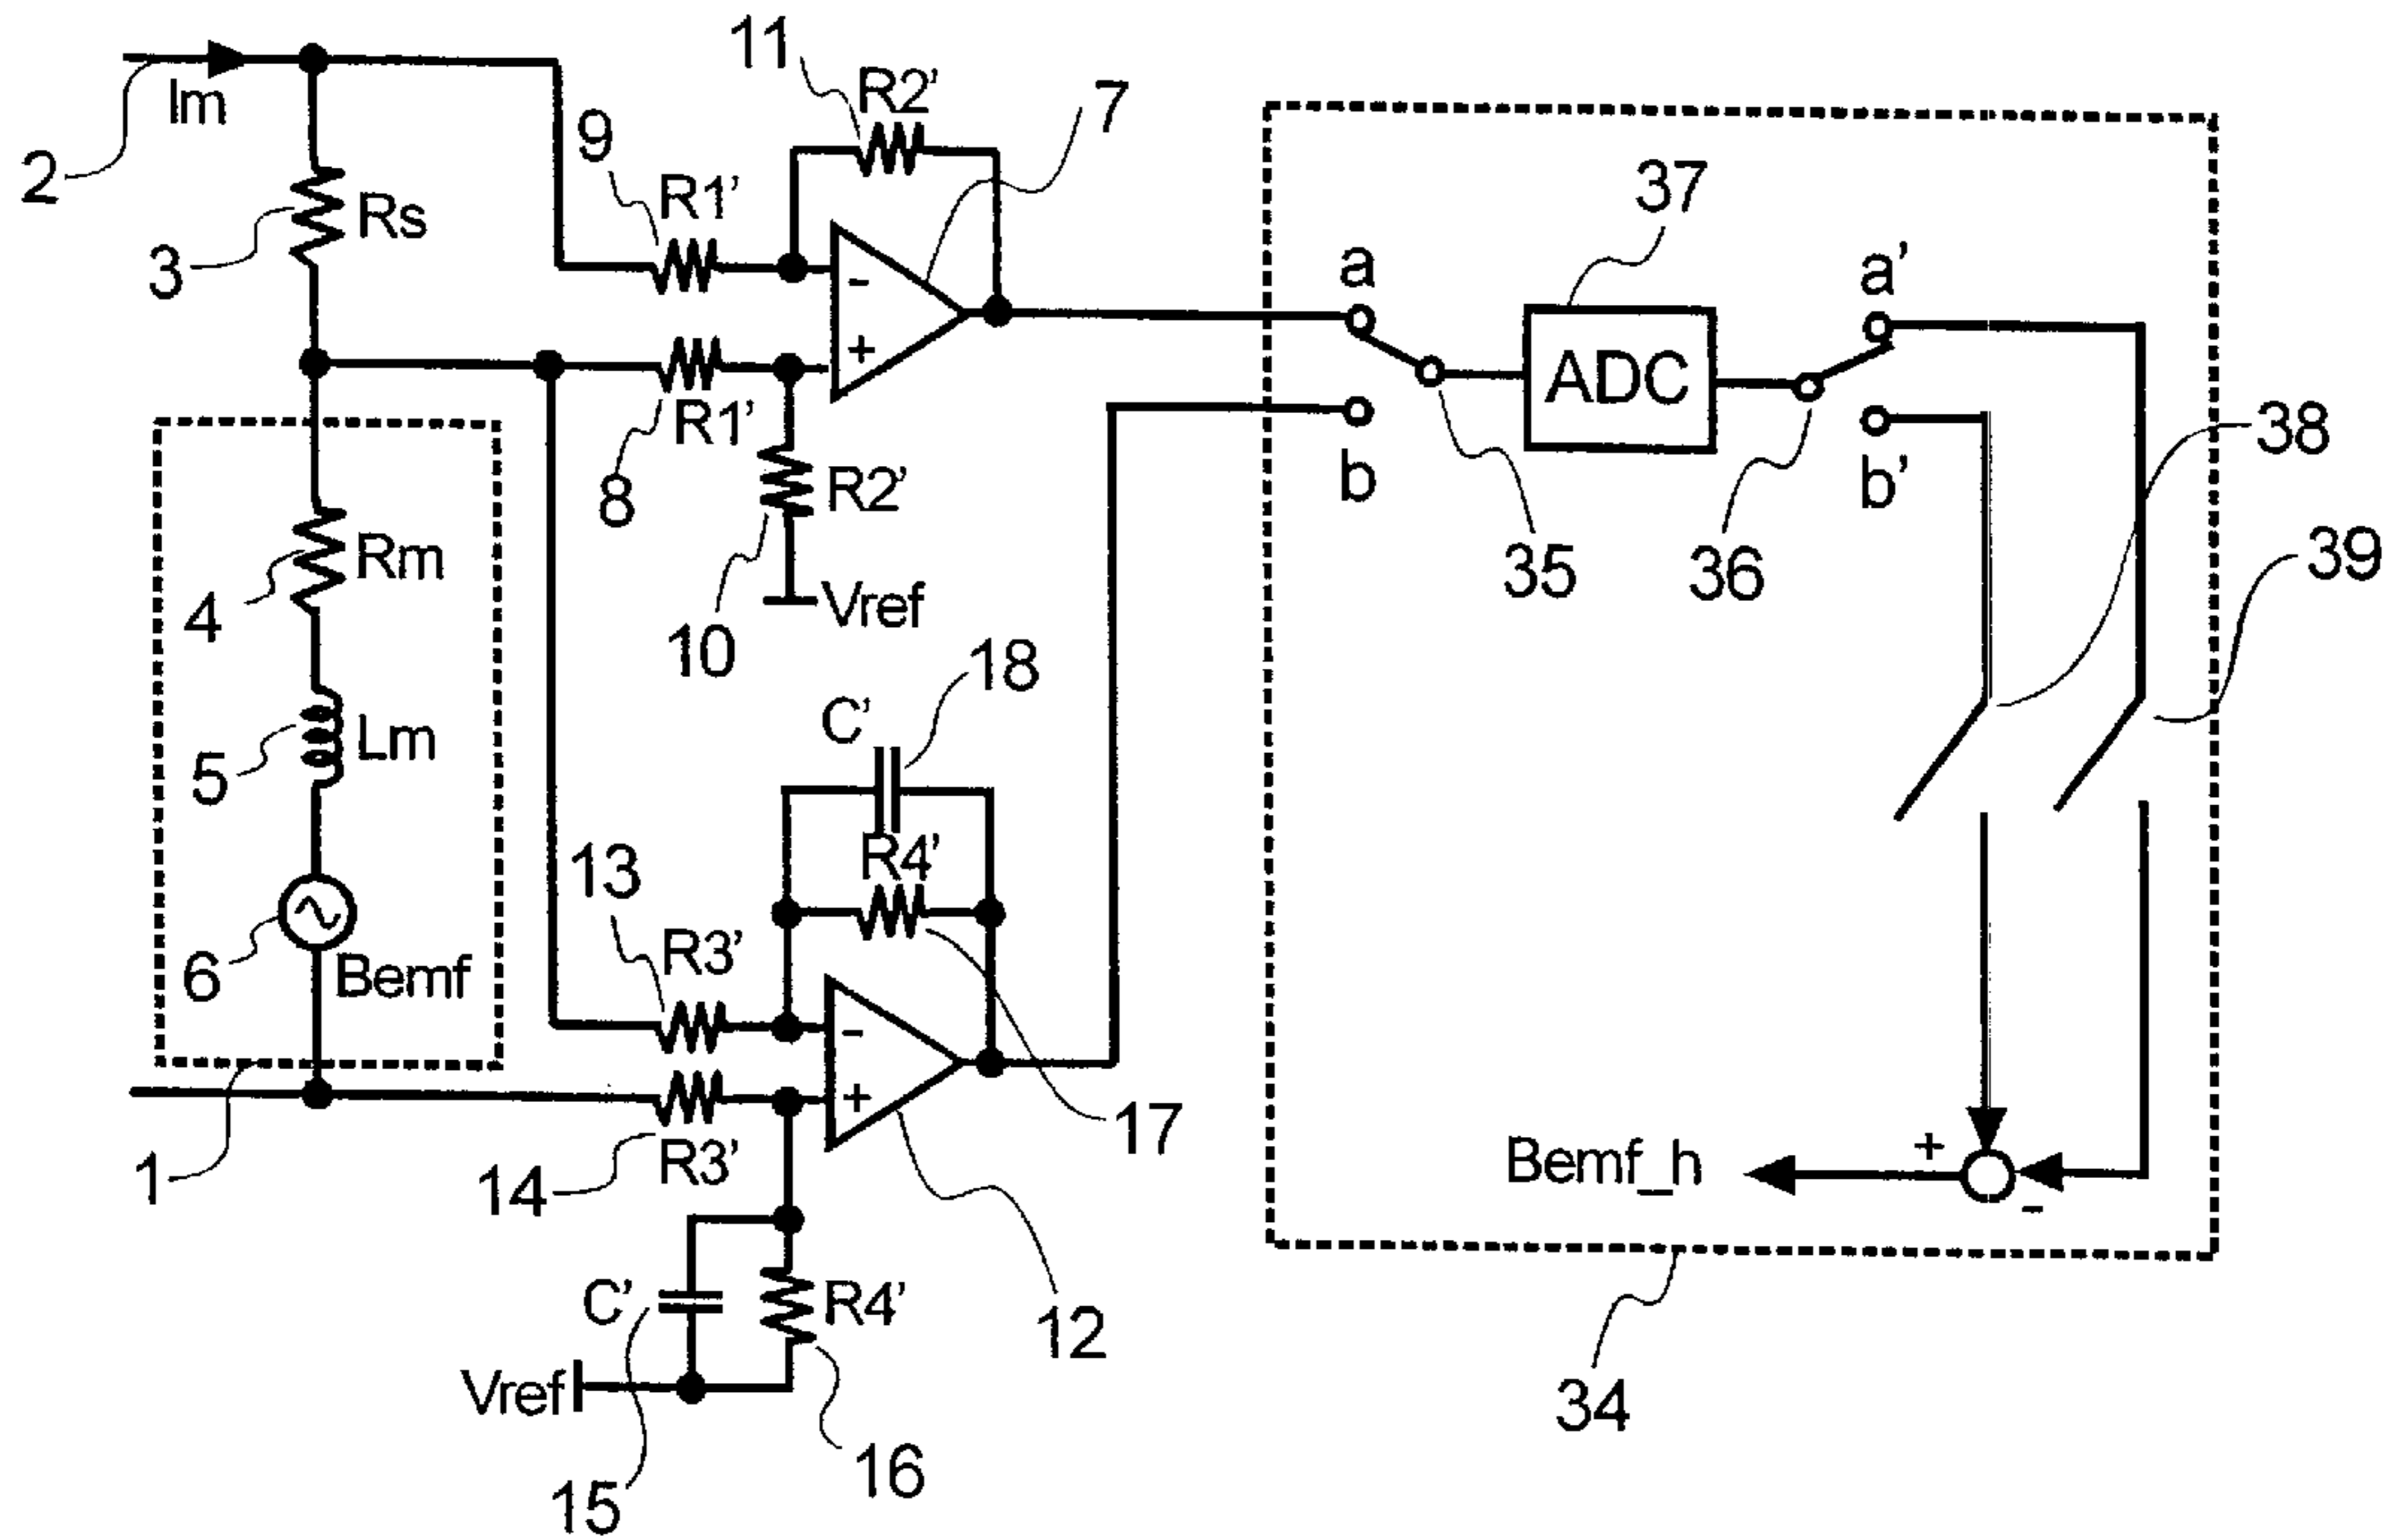 11
R2'
7
Im
9
2
R1'
37
Rs
3
a
a'
-
+
ADC
R1'
8
b
b'
38
R2'
35
36
39
Rm
4
Vref
10
18
C'
Lm
5
R4'
13
R3'
6
Bemf
-
+
17
1
14
R3'
Bemf_h
+
-
C'
R4'
12
Vref
34
16
15